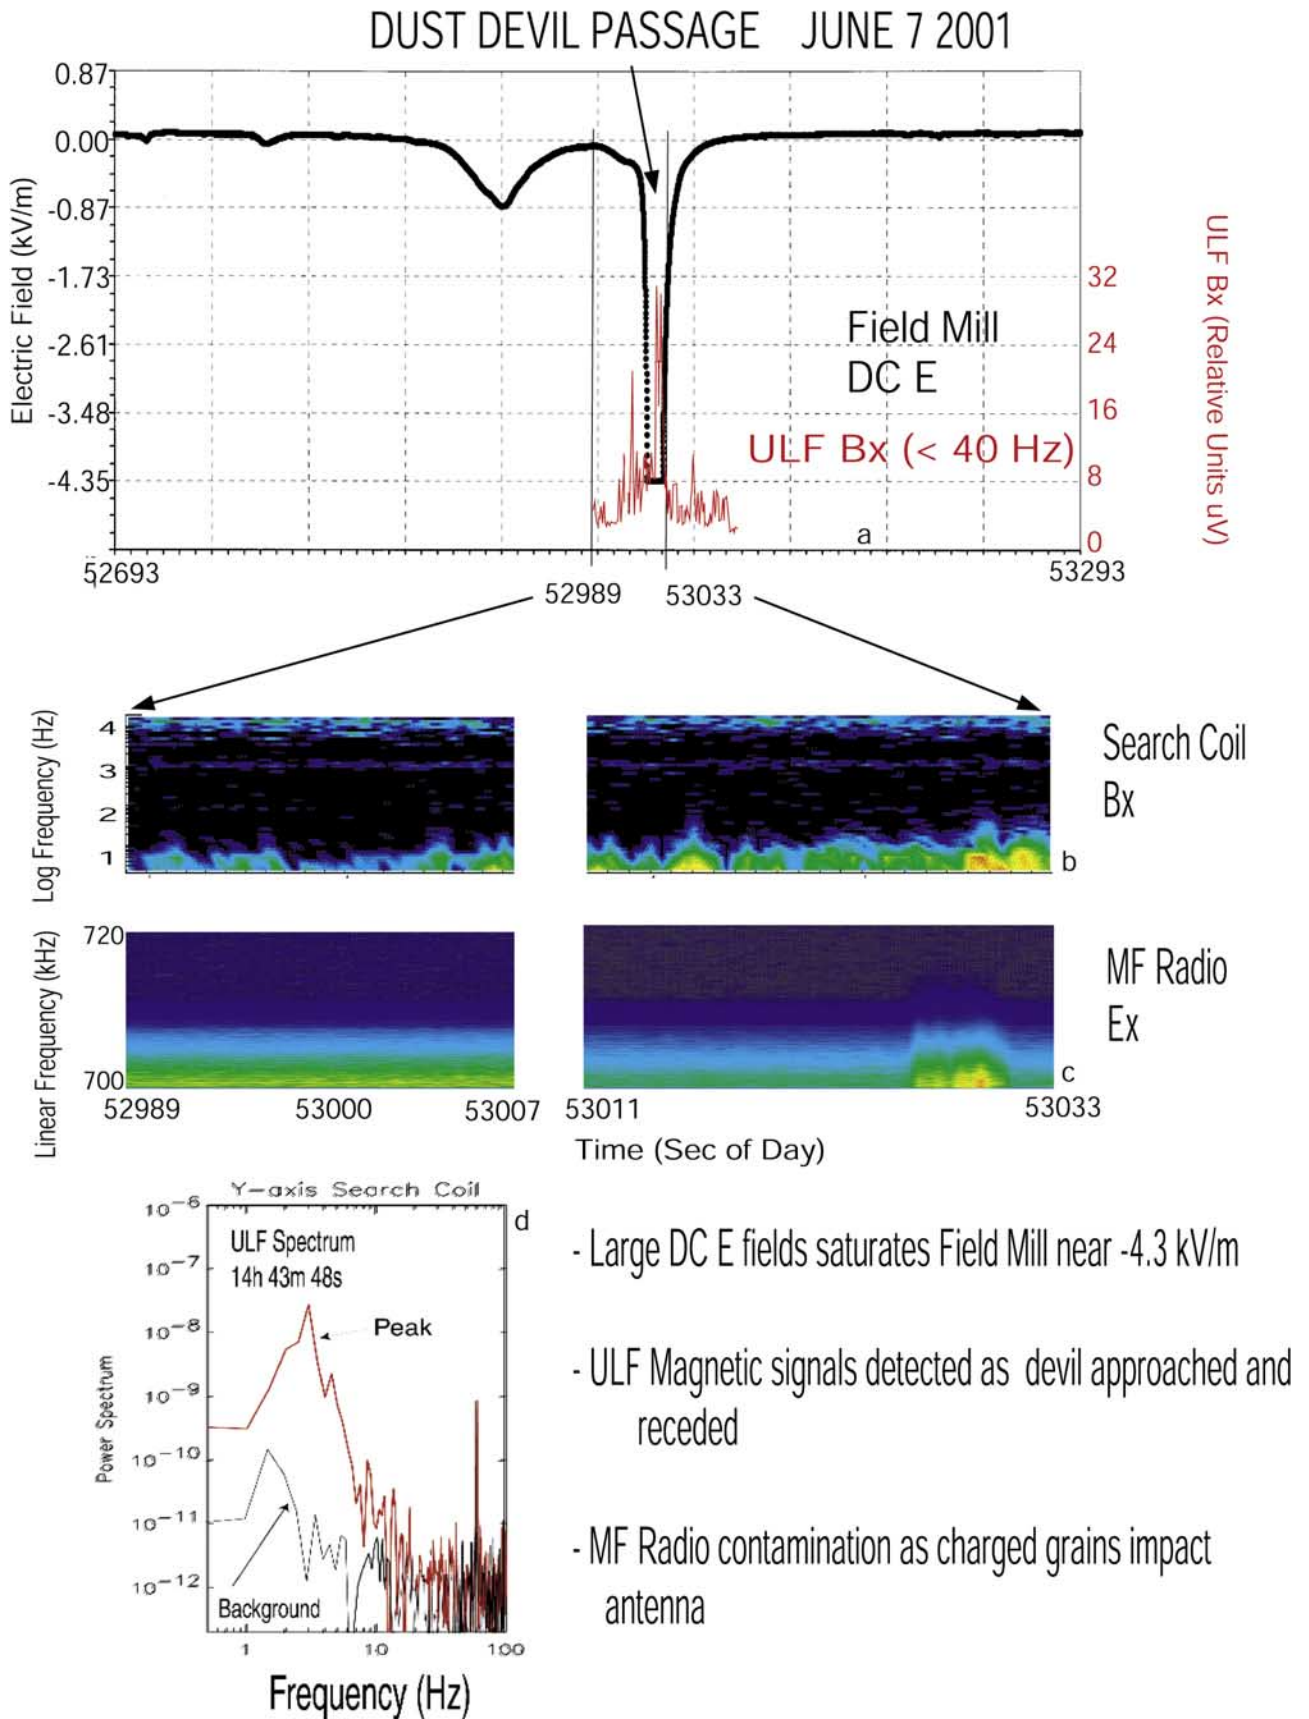 DUST DEVIL PASSAGE JUNE 7 2001
0.87
0.00
-0.87
-1.73
-2.61
-3.48
-4.35
Electric Field (kV/m)
32
24
16
8
0
ULF Bx (Relative Units uV)
Field Mill
DC E
ULF Bx (< 40 Hz)
a
52693
52989
53033
53293
4
3
2
1
Log Frequency (Hz)
b
Search Coil
Bx
720
700
Linear Frequency (kHz)
c
MF Radio
Ex
52989
53000
53007
53011
53033
Time (Sec of Day)
Y-axis Search Coil
d
10^-6
10^-7
10^-8
10^-9
10^-10
10^-11
10^-12
Power Spectrum
ULF Spectrum
14h 43m 48s
Peak
Background
1
10
100
Frequency (Hz)
- Large DC E fields saturates Field Mill near -4.3 kV/m
- ULF Magnetic signals detected as devil approached and
receded
- MF Radio contamination as charged grains impact
antenna